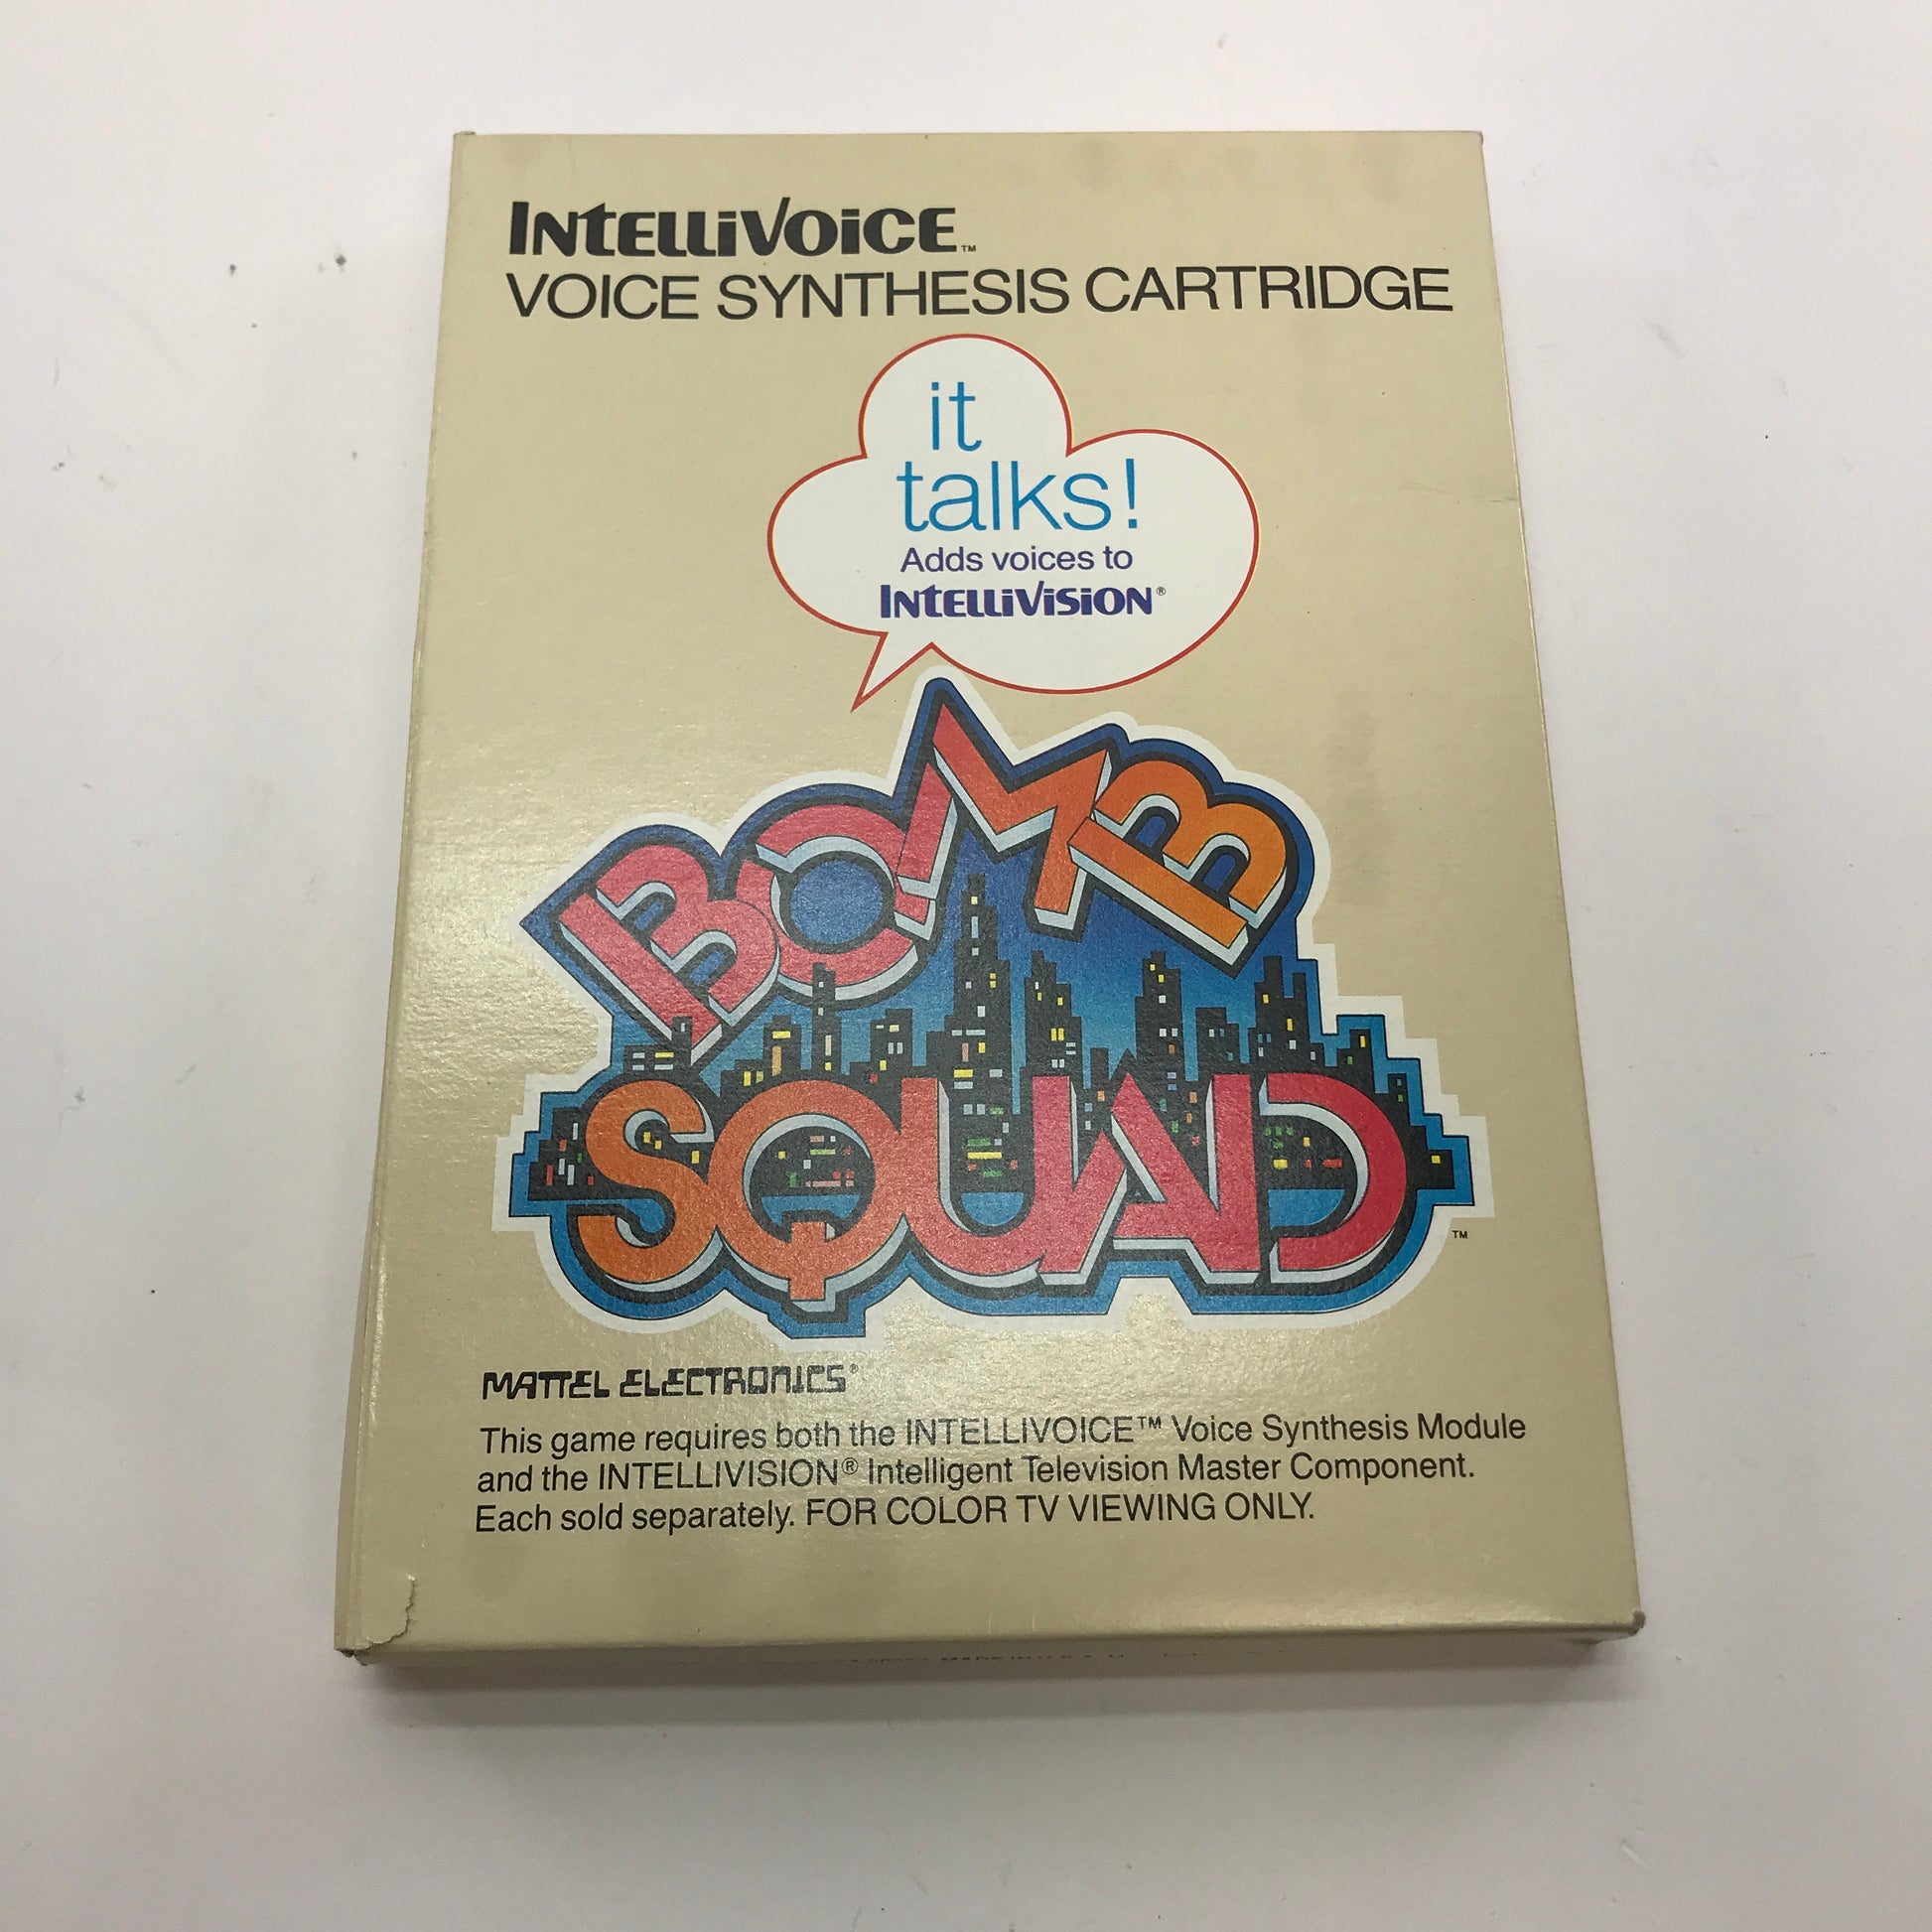 INTELLIVOICE™
VOICE SYNTHESIS CARTRIDGE
it
talks!
Adds voices to
INTELLIVISION®
BOMB
SQUAD™
MATTEL ELECTRONICS®
This game requires both the INTELLIVOICE™ Voice Synthesis Module
and the INTELLIVISION® Intelligent Television Master Component.
Each sold separately. FOR COLOR TV VIEWING ONLY.